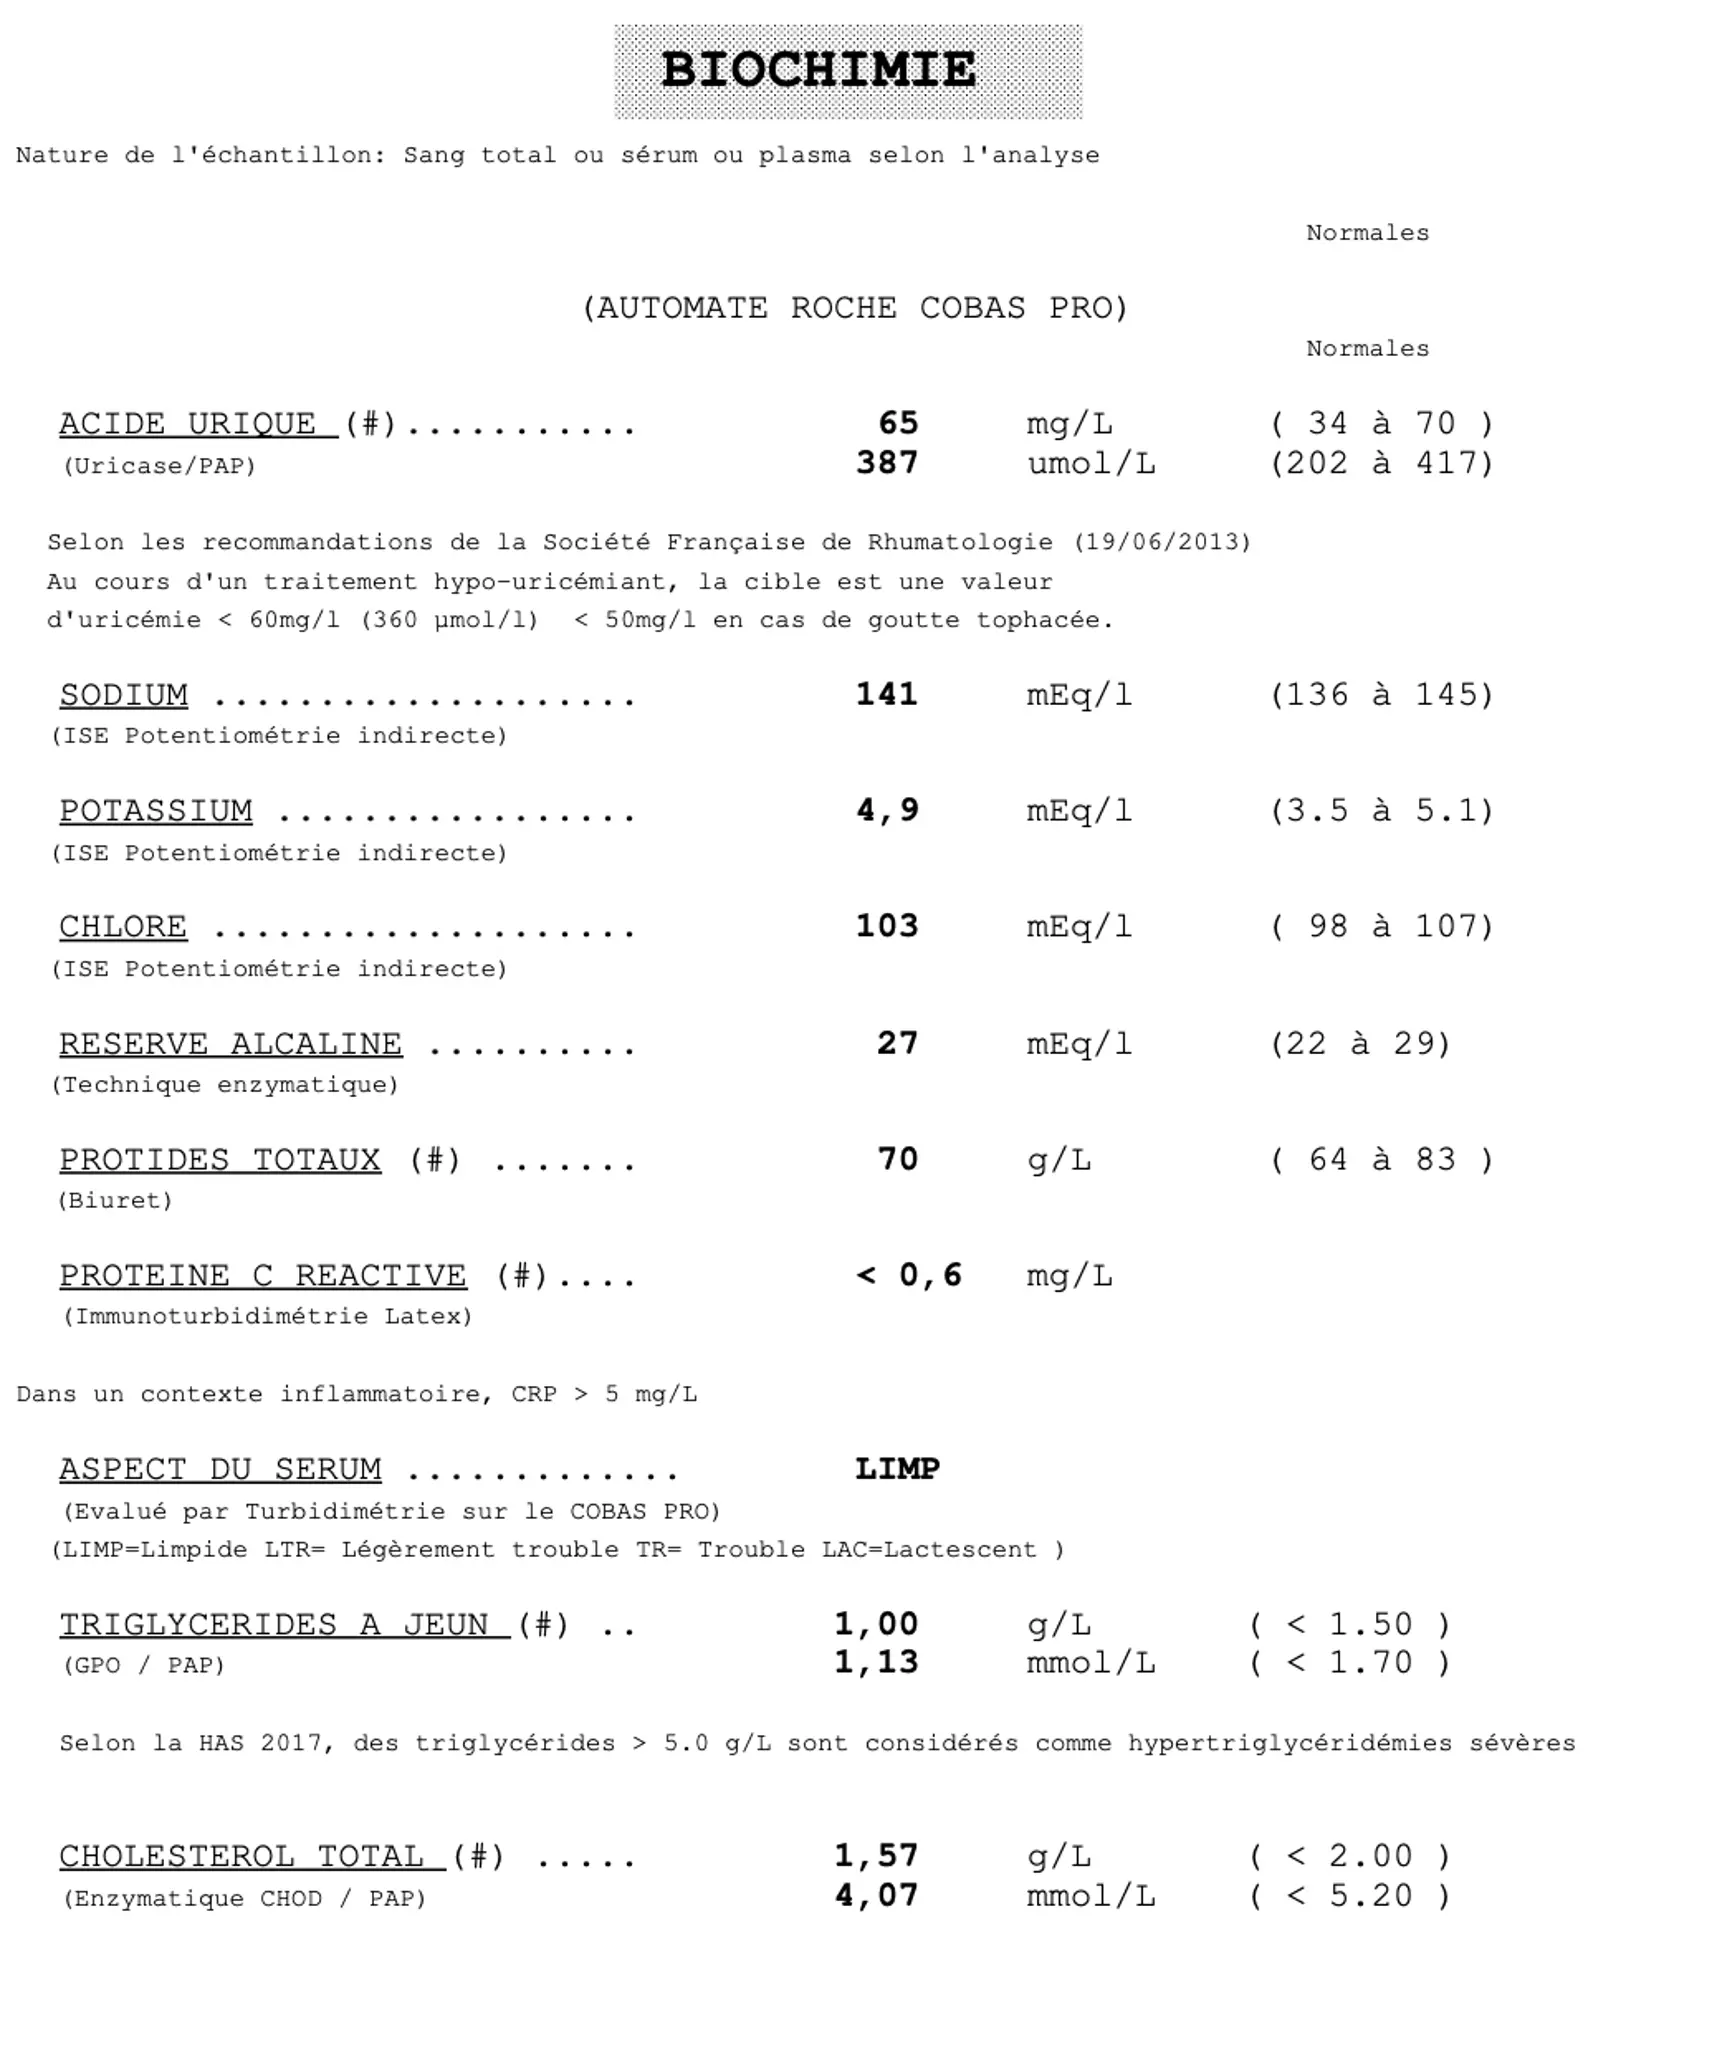 BIOCHIMIE
Nature de l'échantillon: Sang total ou sérum ou plasma selon l'analyse
Normales
(AUTOMATE ROCHE COBAS PRO)
Normales
ACIDE URIQUE (#)........... 65 mg/L ( 34 à 70 )
(Uricase/PAP) 387 umol/L (202 à 417)
Selon les recommandations de la Société Française de Rhumatologie (19/06/2013)
Au cours d'un traitement hypo-uricémiant, la cible est une valeur
d'uricémie < 60mg/l (360 µmol/l) < 50mg/l en cas de goutte tophacée.
SODIUM .................... 141 mEq/l (136 à 145)
(ISE Potentiométrie indirecte)
POTASSIUM ................. 4,9 mEq/l (3.5 à 5.1)
(ISE Potentiométrie indirecte)
CHLORE .................... 103 mEq/l ( 98 à 107)
(ISE Potentiométrie indirecte)
RESERVE ALCALINE .......... 27 mEq/l (22 à 29)
(Technique enzymatique)
PROTIDES TOTAUX (#) ....... 70 g/L ( 64 à 83 )
(Biuret)
PROTEINE C REACTIVE (#).... < 0,6 mg/L
(Immunoturbidimétrie Latex)
Dans un contexte inflammatoire, CRP > 5 mg/L
ASPECT DU SERUM ............. LIMP
(Evalué par Turbidimétrie sur le COBAS PRO)
(LIMP=Limpide LTR= Légèrement trouble TR= Trouble LAC=Lactescent )
TRIGLYCERIDES A JEUN (#) .. 1,00 g/L ( < 1.50 )
(GPO / PAP) 1,13 mmol/L ( < 1.70 )
Selon la HAS 2017, des triglycérides > 5.0 g/L sont considérés comme hypertriglycéridémies sévères
CHOLESTEROL TOTAL (#) ..... 1,57 g/L ( < 2.00 )
(Enzymatique CHOD / PAP) 4,07 mmol/L ( < 5.20 )